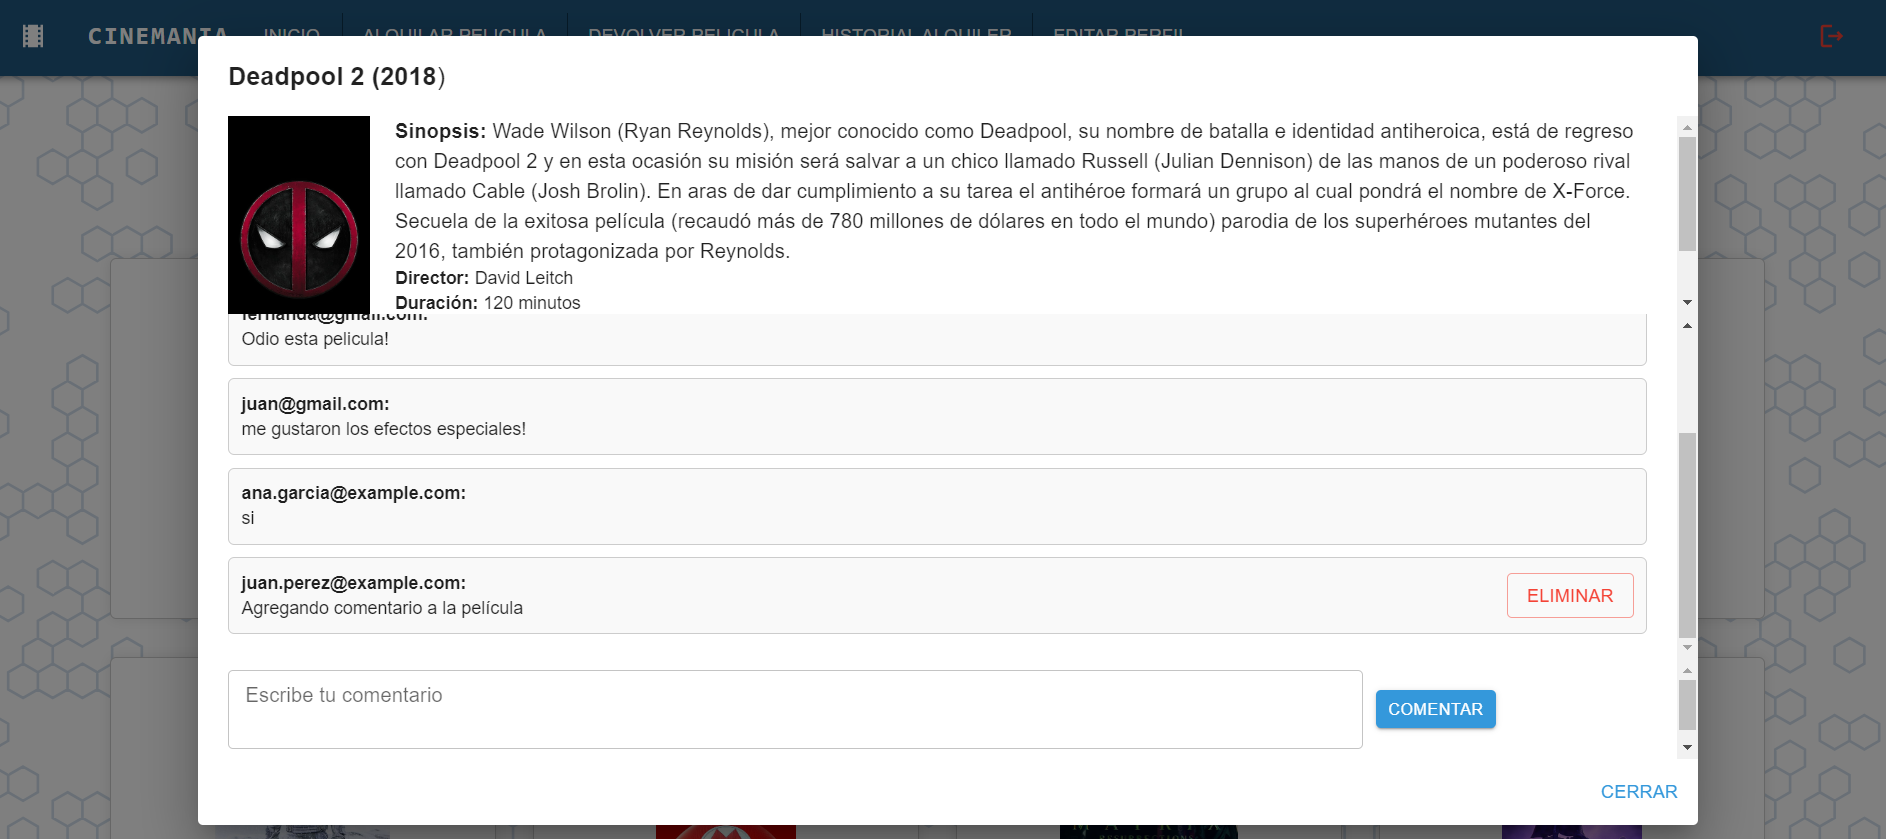 CINEMANIA INICIO ALQUILAR PELICULA DEVOLVER PELICULA HISTORIAL ALQUILER EDITAR PERFIL
Deadpool 2 (2018)
Sinopsis: Wade Wilson (Ryan Reynolds), mejor conocido como Deadpool, su nombre de batalla e identidad antiheroica, está de regreso
con Deadpool 2 y en esta ocasión su misión será salvar a un chico llamado Russell (Julian Dennison) de las manos de un poderoso rival
llamado Cable (Josh Brolin). En aras de dar cumplimiento a su tarea el antihéroe formará un grupo al cual pondrá el nombre de X-Force.
Secuela de la exitosa película (recaudó más de 780 millones de dólares en todo el mundo) parodia de los superhéroes mutantes del
2016, también protagonizada por Reynolds.
Director: David Leitch
Duración: 120 minutos
fernanda@gmail.com:
Odio esta pelicula!
juan@gmail.com:
me gustaron los efectos especiales!
ana.garcia@example.com:
si
juan.perez@example.com:
Agregando comentario a la película
ELIMINAR
Escribe tu comentario
COMENTAR
CERRAR